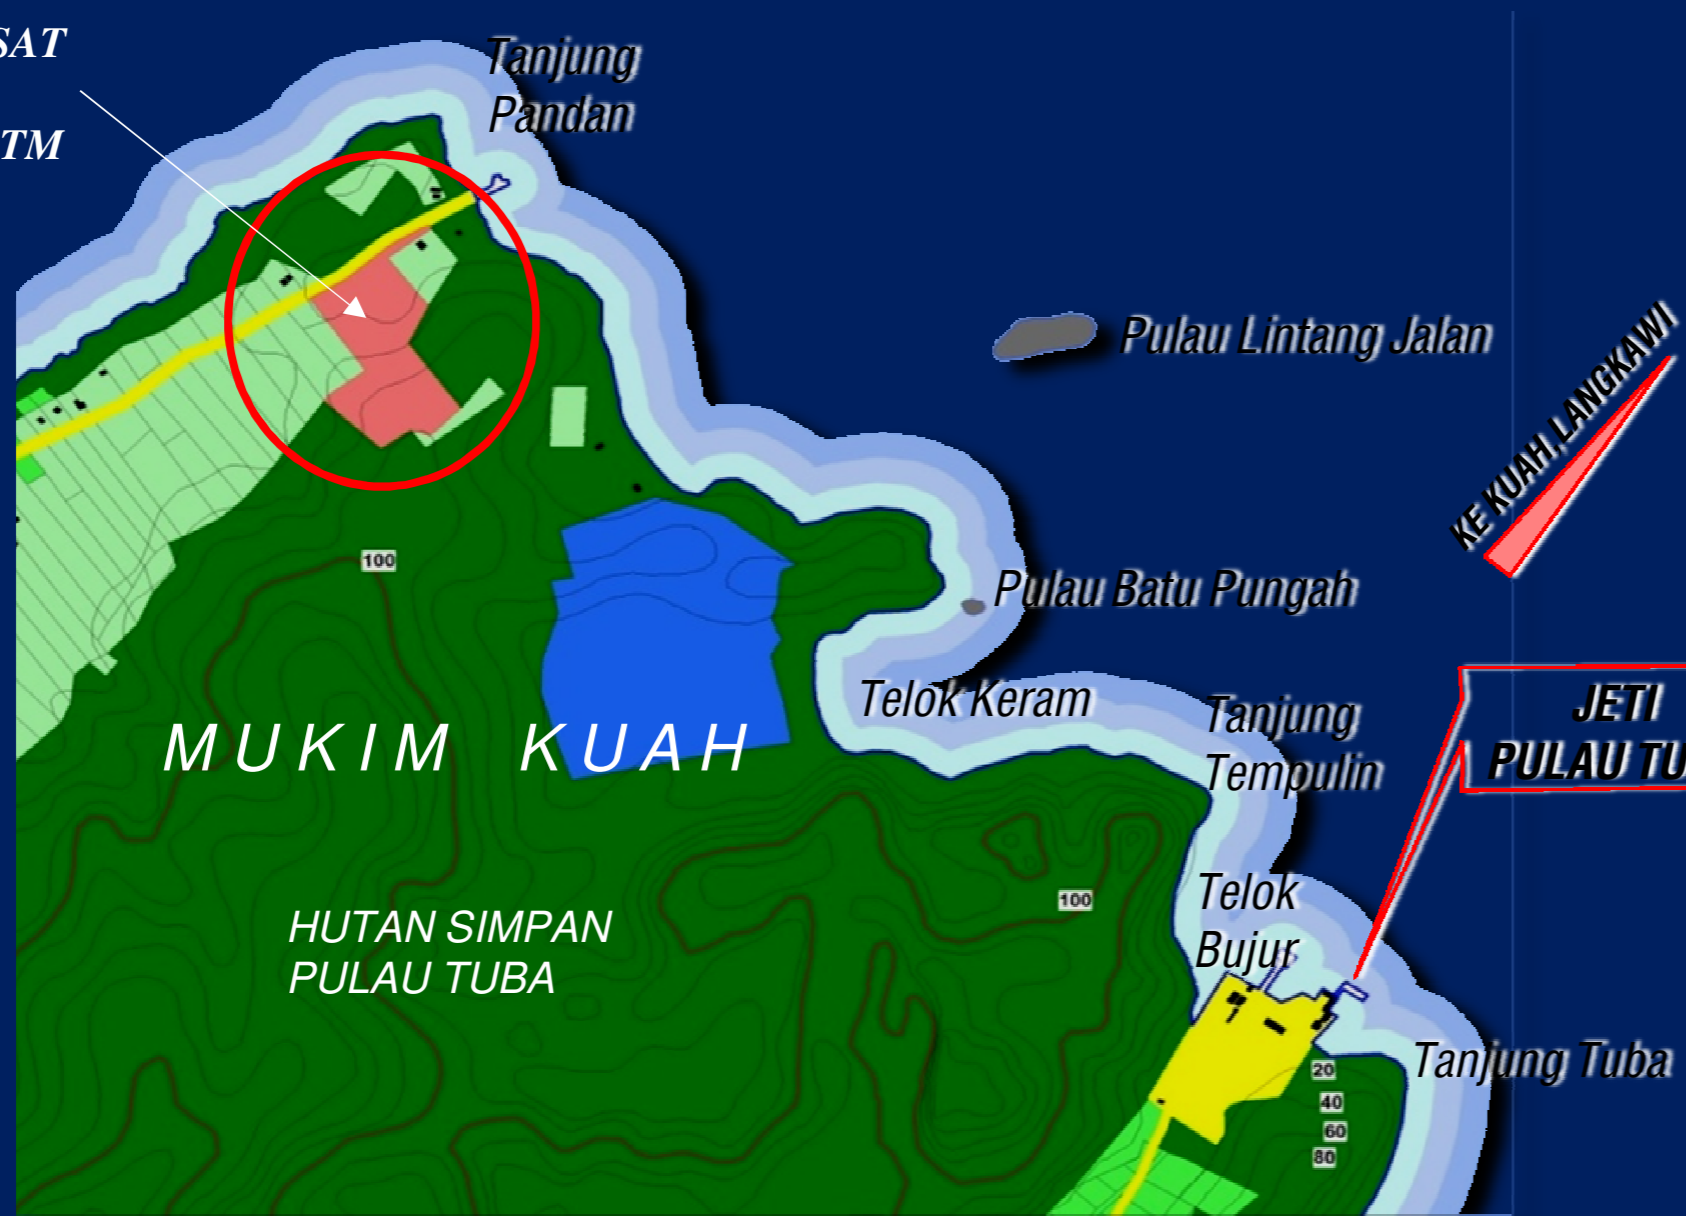 SAT
TM
Tanjung
Pandan
Pulau Lintang Jalan
KE KUAH, LANGKAWI
100
Pulau Batu Pungah
Telok Keram
Tanjung
Tempulin
JETI
PULAU TU
MUKIM KUAH
100
Telok
Bujur
HUTAN SIMPAN
PULAU TUBA
Tanjung Tuba
20
40
60
80